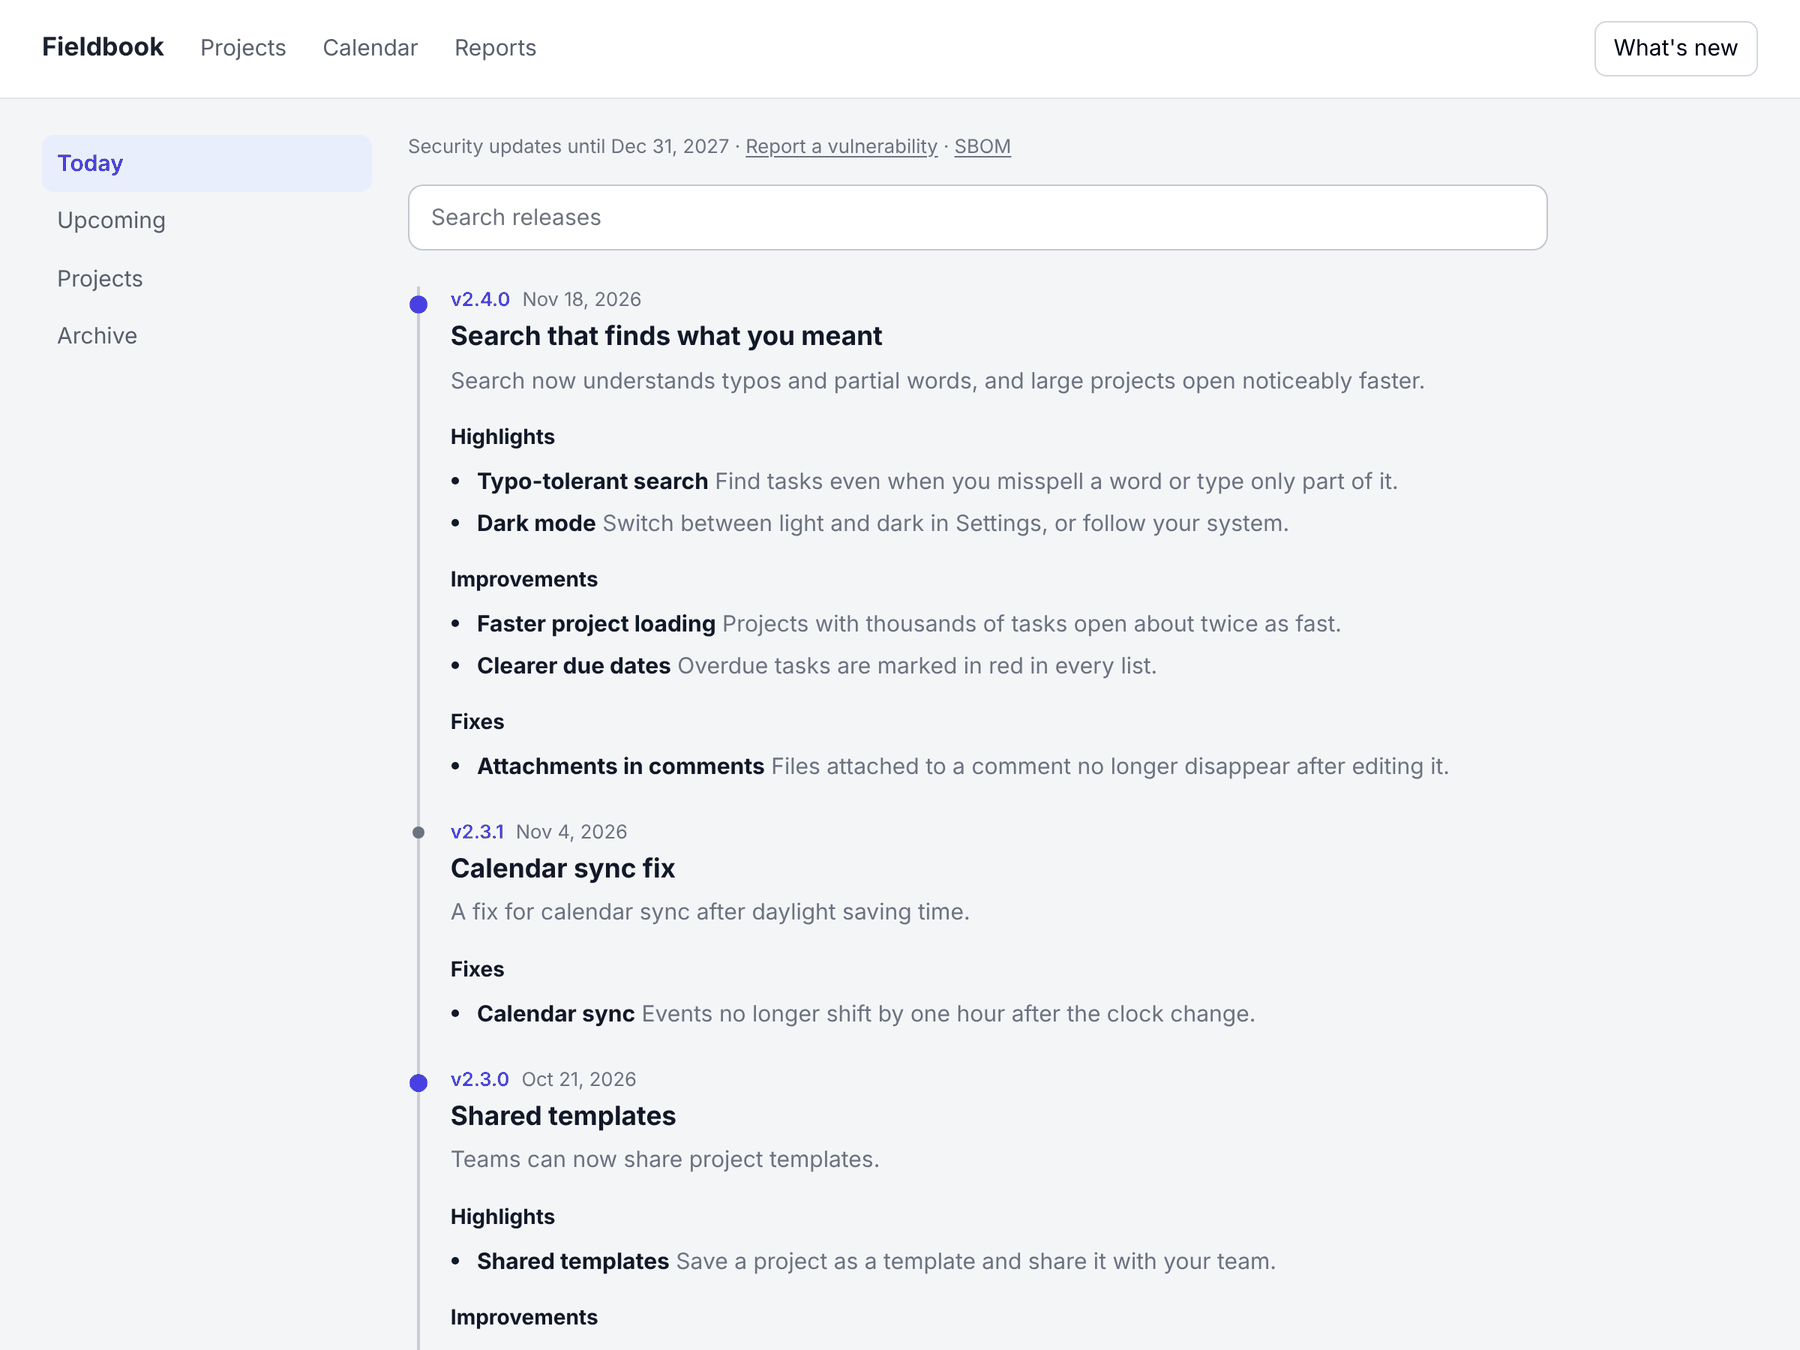 Fieldbook Projects Calendar Reports What's new
Today
Upcoming
Projects
Archive
Security updates until Dec 31, 2027 · Report a vulnerability · SBOM
Search releases
v2.4.0 Nov 18, 2026
Search that finds what you meant
Search now understands typos and partial words, and large projects open noticeably faster.
Highlights
• Typo-tolerant search Find tasks even when you misspell a word or type only part of it.
• Dark mode Switch between light and dark in Settings, or follow your system.
Improvements
• Faster project loading Projects with thousands of tasks open about twice as fast.
• Clearer due dates Overdue tasks are marked in red in every list.
Fixes
• Attachments in comments Files attached to a comment no longer disappear after editing it.
v2.3.1 Nov 4, 2026
Calendar sync fix
A fix for calendar sync after daylight saving time.
Fixes
• Calendar sync Events no longer shift by one hour after the clock change.
v2.3.0 Oct 21, 2026
Shared templates
Teams can now share project templates.
Highlights
• Shared templates Save a project as a template and share it with your team.
Improvements